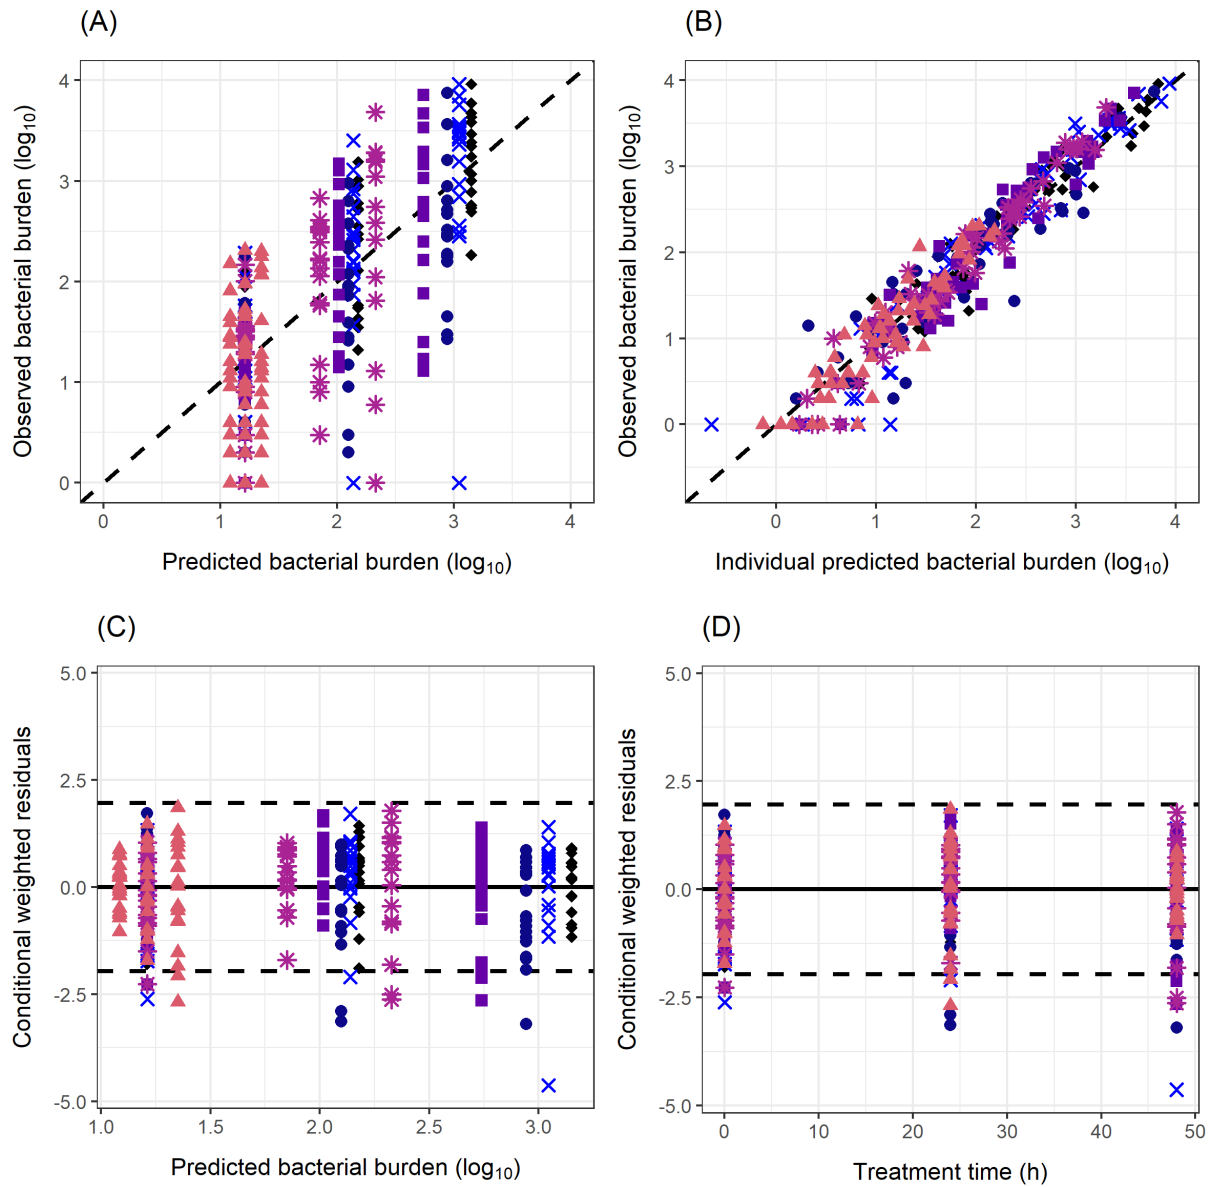 (A)
Observed bacterial burden (log₁₀)
4
3
2
1
0
0 1 2 3 4
Predicted bacterial burden (log₁₀)
(B)
Observed bacterial burden (log₁₀)
4
3
2
1
0
0 1 2 3 4
Individual predicted bacterial burden (log₁₀)
(C)
Conditional weighted residuals
5.0
2.5
0.0
-2.5
-5.0
1.0 1.5 2.0 2.5 3.0
Predicted bacterial burden (log₁₀)
(D)
Conditional weighted residuals
5.0
2.5
0.0
-2.5
-5.0
0 10 20 30 40 50
Treatment time (h)